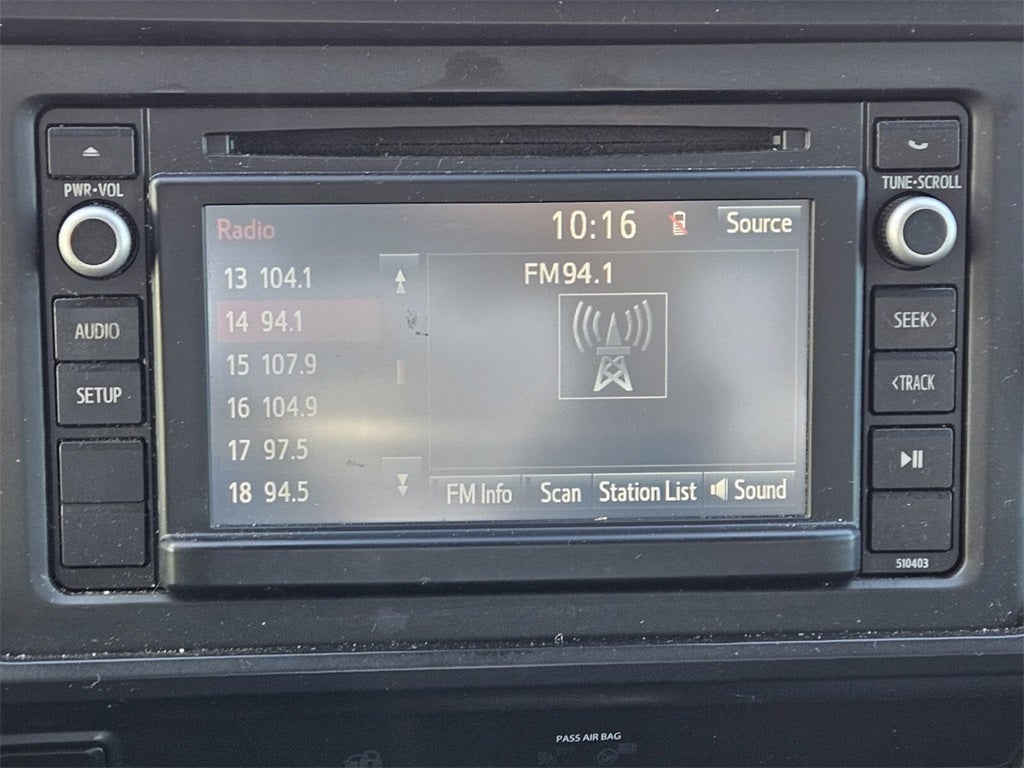 PWR•VOL
AUDIO
SETUP
Radio
10:16
Source
13 104.1
14 94.1
15 107.9
16 104.9
17 97.5
18 94.5
FM94.1
FM Info
Scan
Station List
Sound
TUNE•SCROLL
SEEK>
<TRACK
510403
PASS AIR BAG